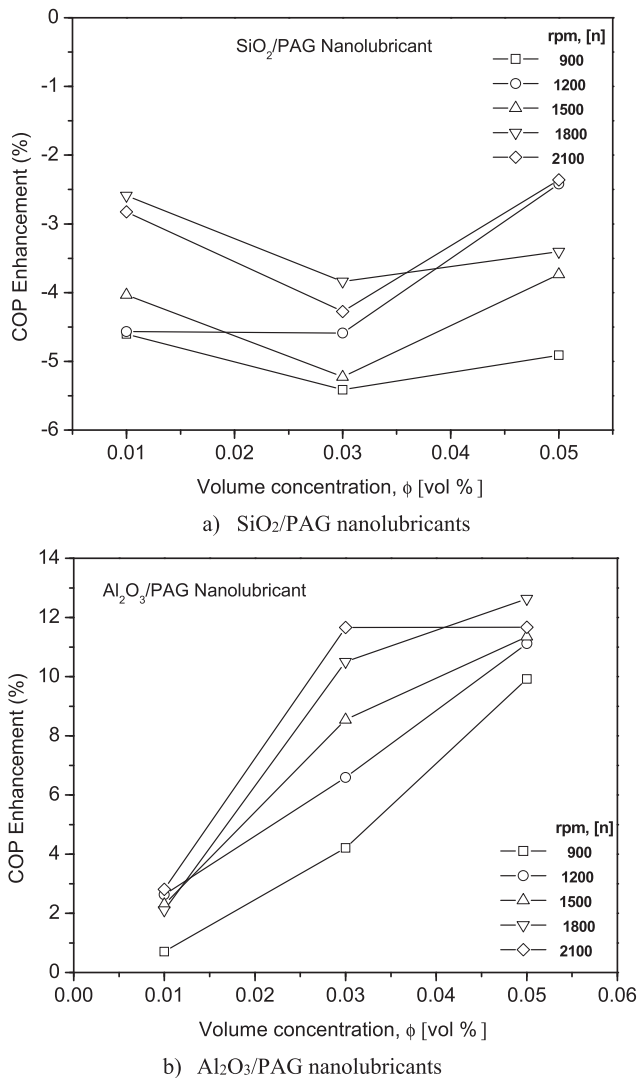 0
-1
-2
-3
-4
-5
-6
COP Enhancement (%)
SiO₂/PAG Nanolubricant
rpm, [n]
900
1200
1500
1800
2100
0.01 0.02 0.03 0.04 0.05
Volume concentration, ϕ [vol %]
a) SiO₂/PAG nanolubricants
14
12
10
8
6
4
2
0
COP Enhancement (%)
Al₂O₃/PAG Nanolubricant
rpm, [n]
900
1200
1500
1800
2100
0.00 0.01 0.02 0.03 0.04 0.05 0.06
Volume concentration, ϕ [vol %]
b) Al₂O₃/PAG nanolubricants